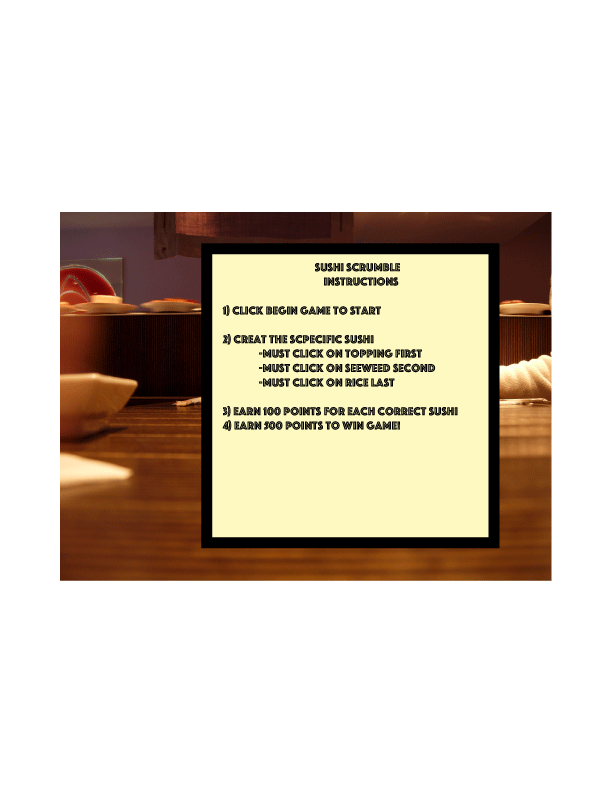 SUSHI SCRUMBLE
INSTRUCTIONS
1) CLICK BEGIN GAME TO START
2) CREAT THE SCPECIFIC SUSHI
-MUST CLICK ON TOPPING FIRST
-MUST CLICK ON SEEWEED SECOND
-MUST CLICK ON RICE LAST
3) EARN 100 POINTS FOR EACH CORRECT SUSHI
4) EARN 500 POINTS TO WIN GAME!